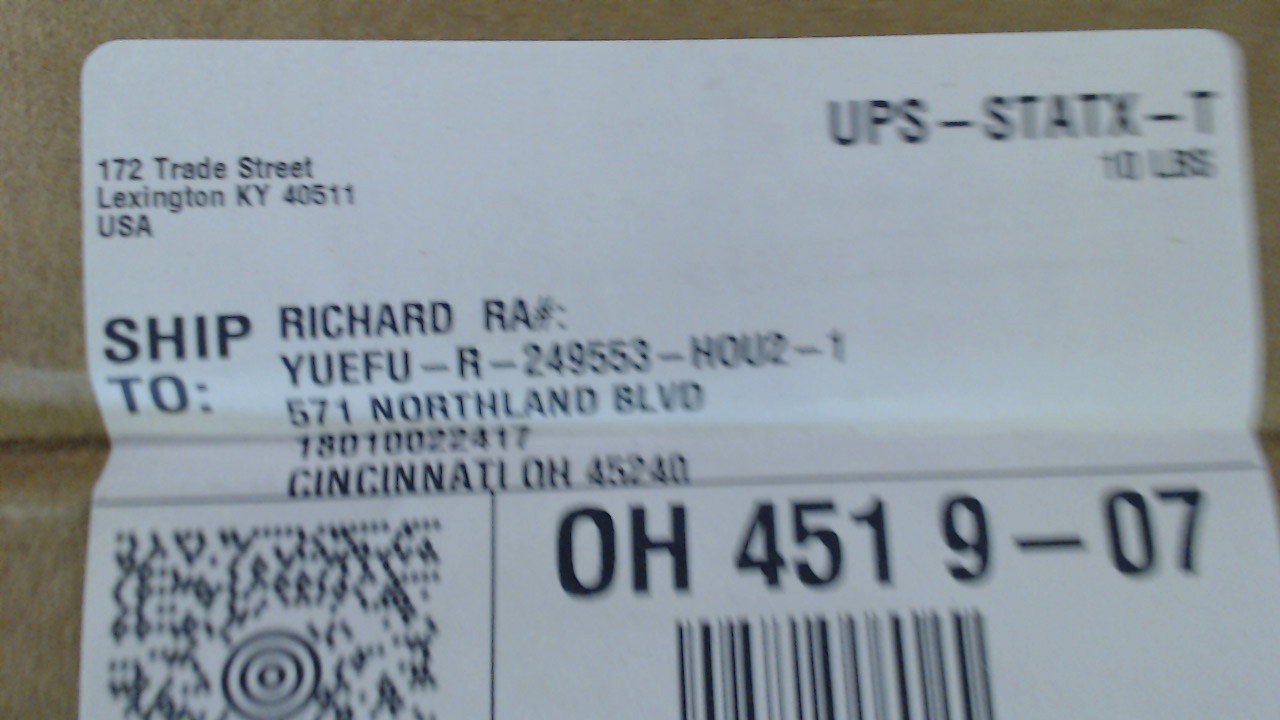 UPS-STATX-T
10 LBS
172 Trade Street
Lexington KY 40511
USA
SHIP TO:
RICHARD RA#:
YUEFU-R-249553-HOU2-1
571 NORTHLAND BLVD
18010022417
CINCINNATI OH 45240
OH 451 9-07